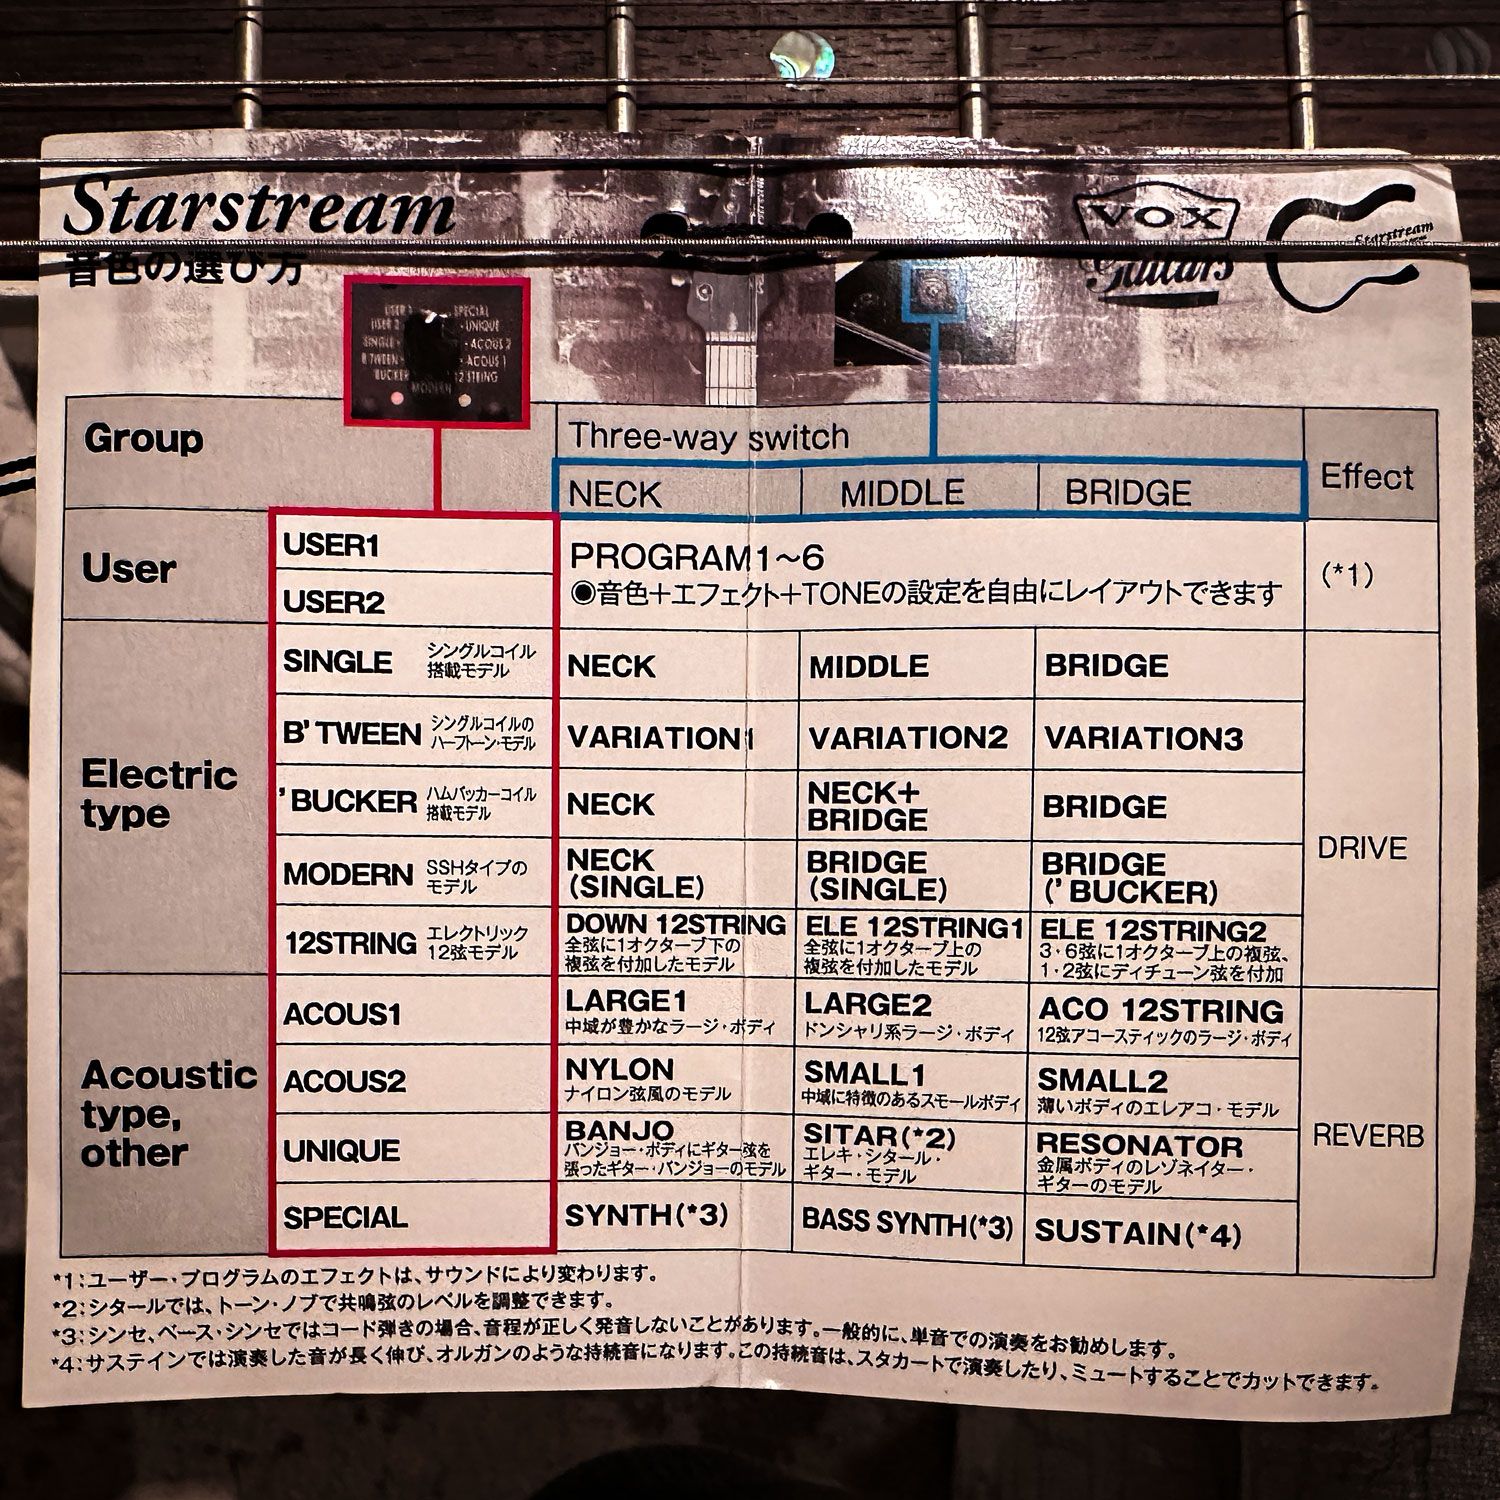 Starstream
音色の選び方
VOX
Guitars
Starstream
USER 1 SPECIAL
USER 2 - UNIQUE
SINGLE - - ACOUS 2
B'TWEEN - - ACOUS 1
'BUCKER 12 STRING
MODERN
Group
Three-way switch
Effect
NECK MIDDLE BRIDGE
User
USER1
USER2
PROGRAM1～6
◉音色＋エフェクト＋TONEの設定を自由にレイアウトできます
(*1)
Electric
type
SINGLE シングルコイル
搭載モデル
NECK MIDDLE BRIDGE
B'TWEEN シングルコイルの
ハーフトーン・モデル
VARIATION1 VARIATION2 VARIATION3
'BUCKER ハムバッカーコイル
搭載モデル
NECK
NECK+
BRIDGE
BRIDGE
MODERN SSHタイプの
モデル
NECK
(SINGLE)
BRIDGE
(SINGLE)
BRIDGE
('BUCKER)
12STRING エレクトリック
12弦モデル
DOWN 12STRING
全弦に1オクターブ下の
複弦を付加したモデル
ELE 12STRING1
全弦に1オクターブ上の
複弦を付加したモデル
ELE 12STRING2
3・6弦に1オクターブ上の複弦、
1・2弦にディチューン弦を付加
DRIVE
Acoustic
type,
other
ACOUS1
LARGE1
中域が豊かなラージ・ボディ
LARGE2
ドンシャリ系ラージ・ボディ
ACO 12STRING
12弦アコースティックのラージ・ボディ
ACOUS2
NYLON
ナイロン弦風のモデル
SMALL1
中域に特徴のあるスモールボディ
SMALL2
薄いボディのエレアコ・モデル
UNIQUE
BANJO
バンジョー・ボディにギター弦を
張ったギター・バンジョーのモデル
SITAR(*2)
エレキ・シタール・
ギター・モデル
RESONATOR
金属ボディのレゾネイター・
ギターのモデル
SPECIAL
SYNTH(*3)
BASS SYNTH(*3)
SUSTAIN(*4)
REVERB
*1:ユーザー・プログラムのエフェクトは、サウンドにより変わります。
*2:シタールでは、トーン・ノブで共鳴弦のレベルを調整できます。
*3:シンセ、ベース・シンセではコード弾きの場合、音程が正しく発音しないことがあります。一般的に、単音での演奏をお勧めします。
*4:サステインでは演奏した音が長く伸び、オルガンのような持続音になります。この持続音は、スタカートで演奏したり、ミュートすることでカットできます。